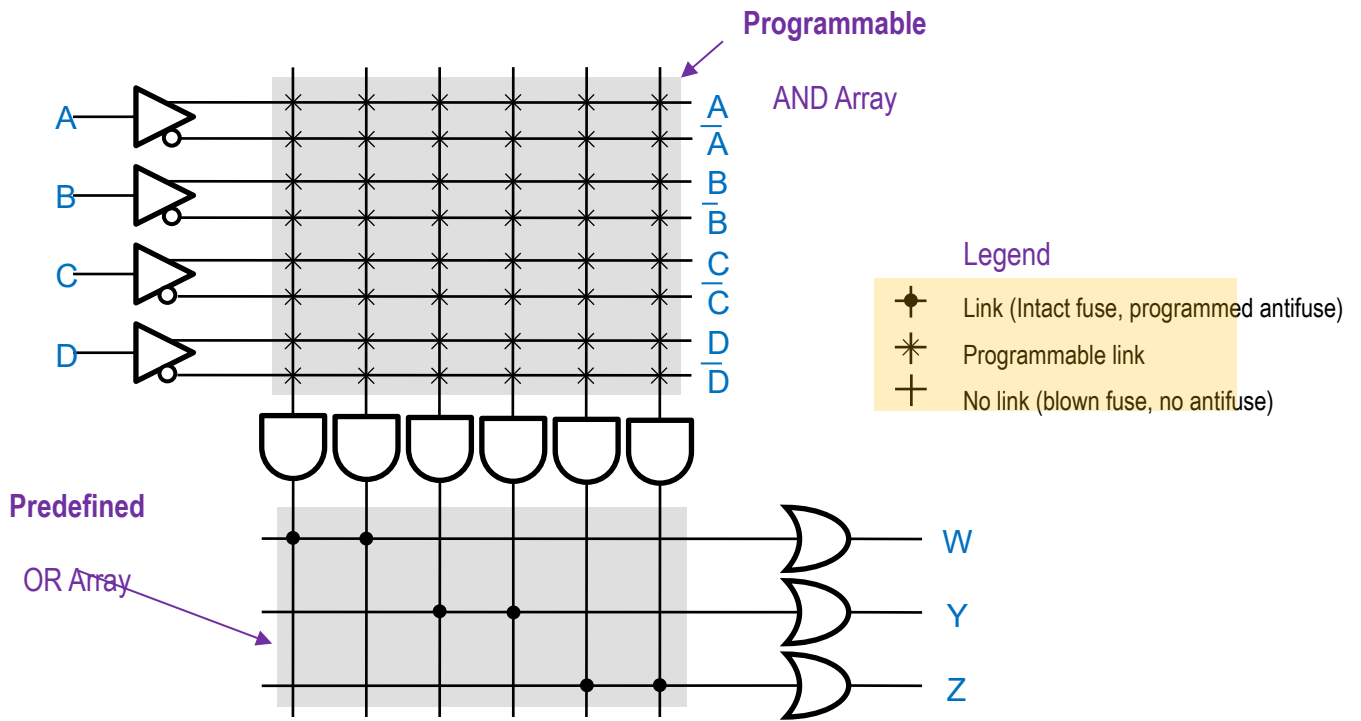 Programmable
AND Array
A
A
A̅
B
B
B̅
C
C
C̅
D
D
D̅
Legend
Link (Intact fuse, programmed antifuse)
Programmable link
No link (blown fuse, no antifuse)
Predefined
OR Array
W
Y
Z